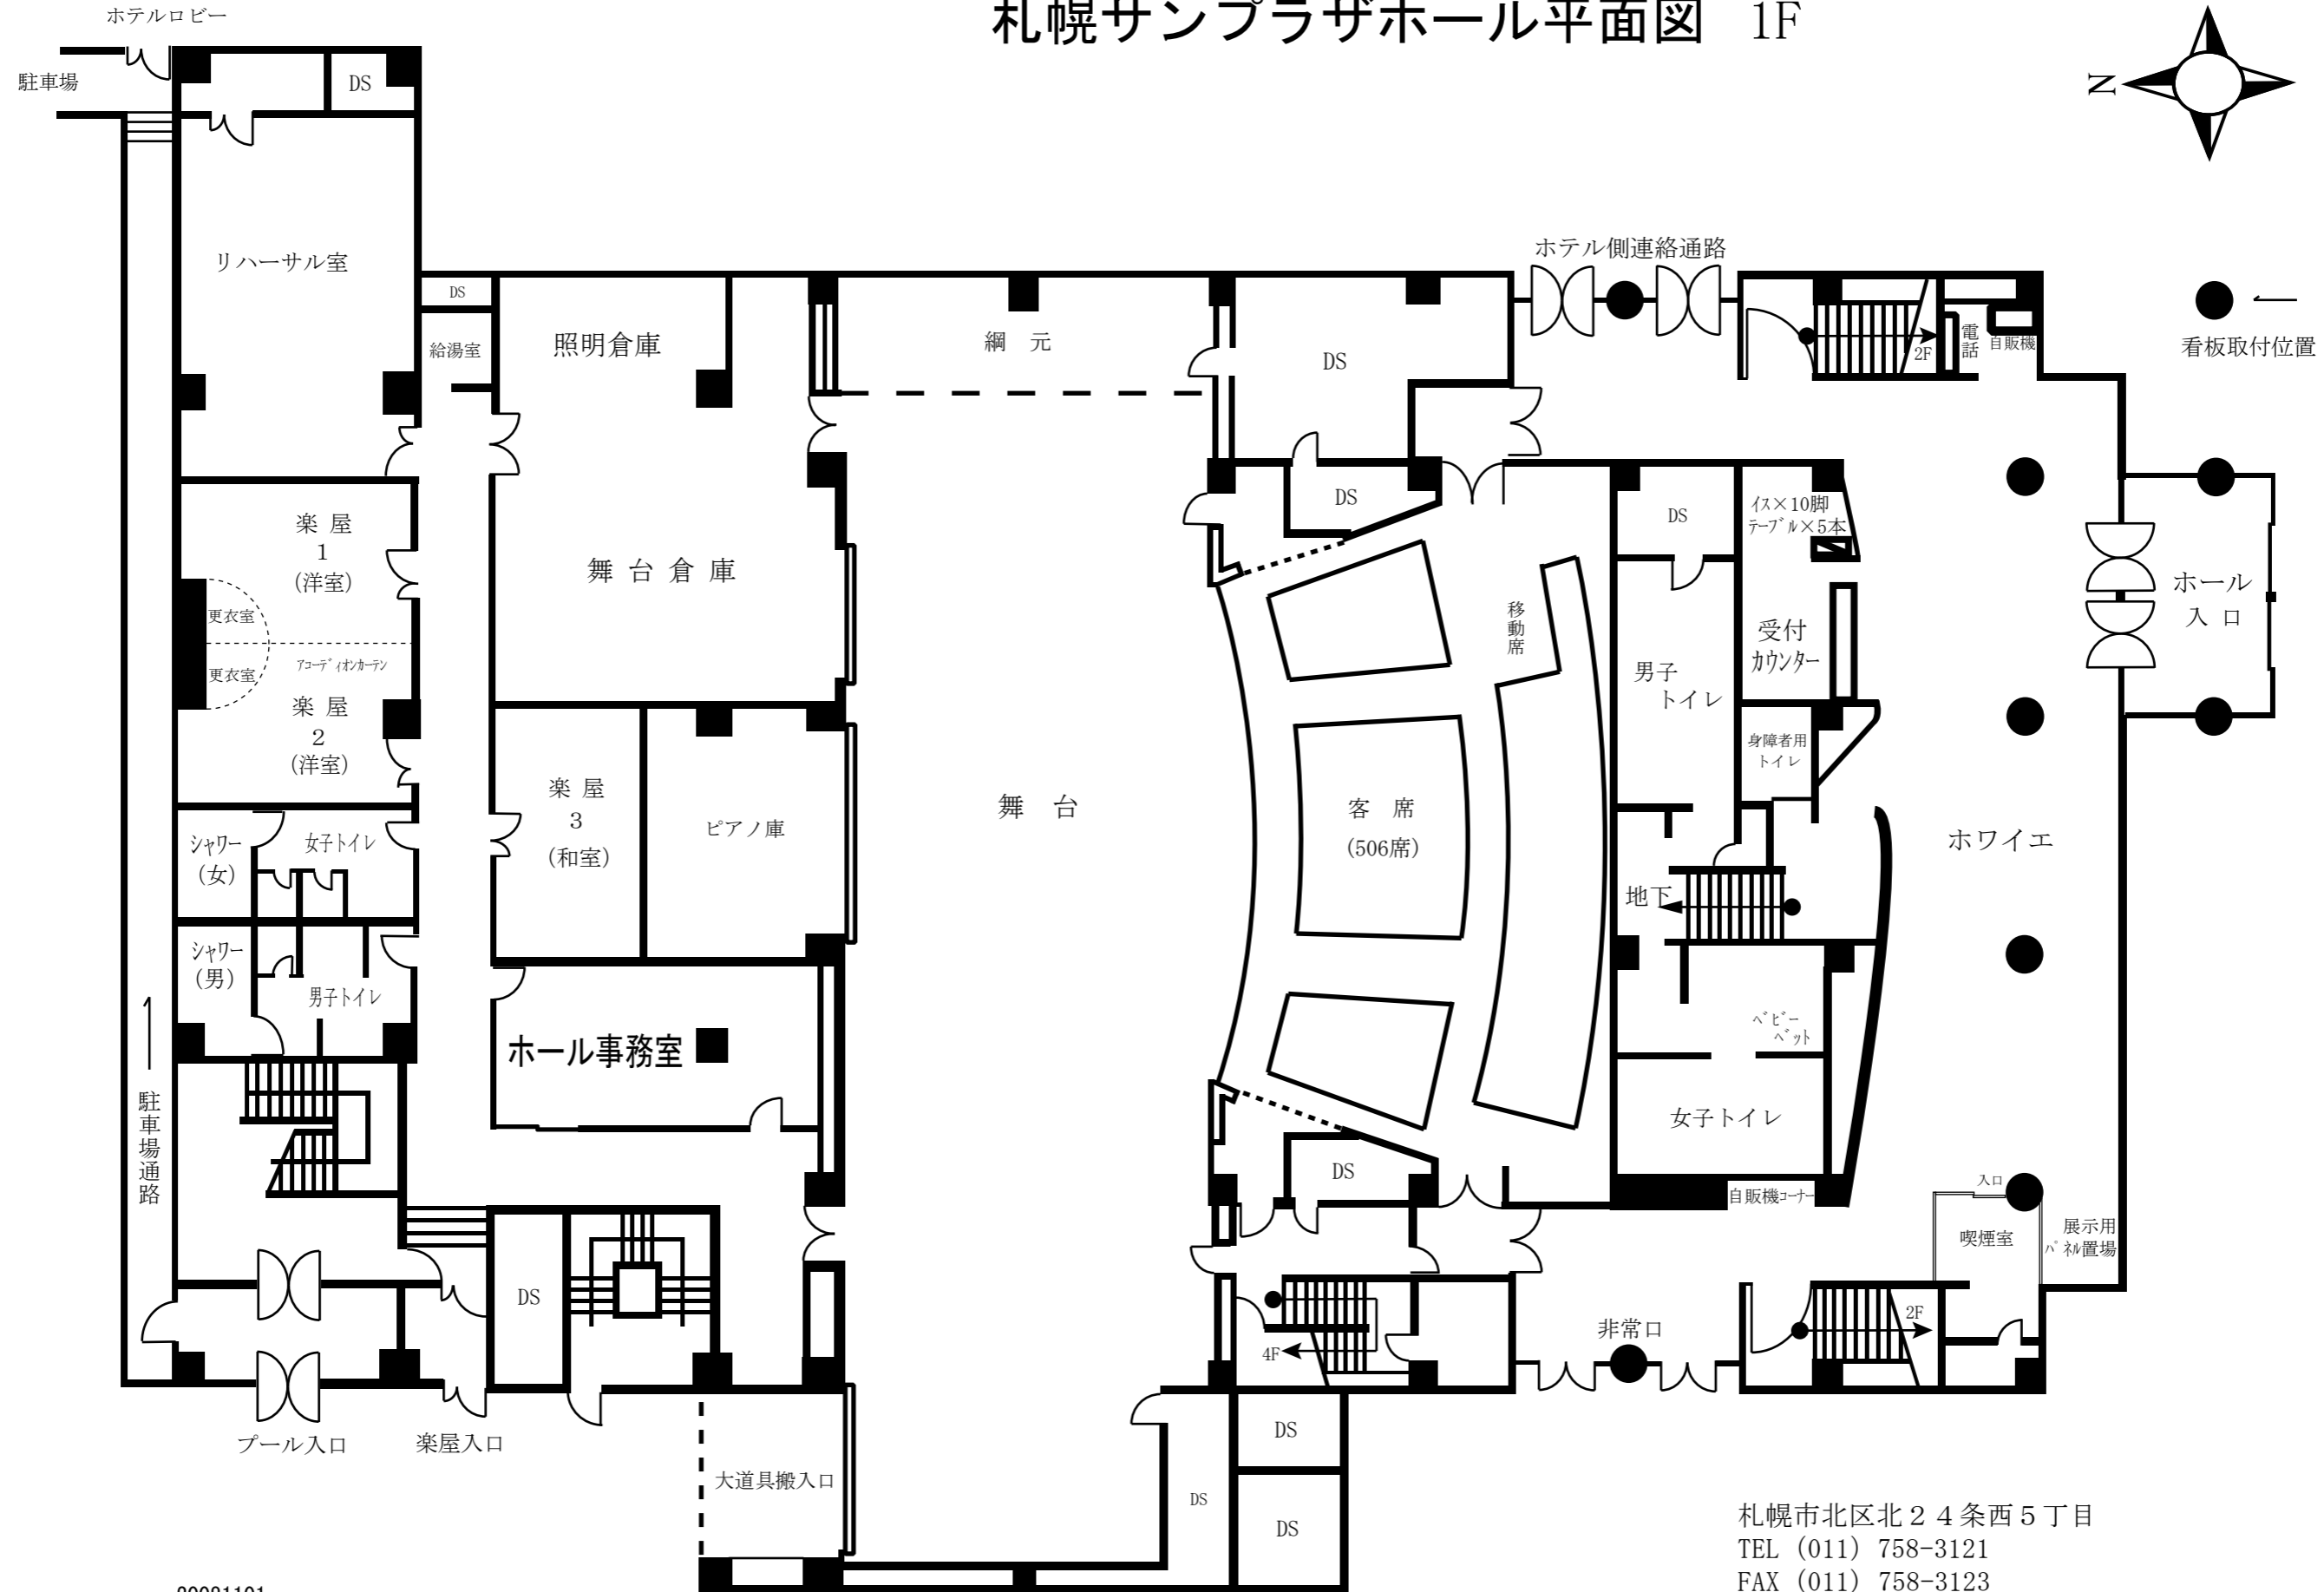 札幌サンプラザホール平面図 1F
ホテルロビー
駐車場
DS
N
リハーサル室
ホテル側連絡通路
DS
給湯室
照明倉庫
綱 元
DS
2F
電話
自販機
看板取付位置
楽 屋
1
(洋室)
更衣室
アコーディオンカーテン
更衣室
楽 屋
2
(洋室)
舞 台 倉 庫
DS
移動席
DS
イス×10脚
テーブル×5本
受付
カウンター
男子
トイレ
身障者用
トイレ
ホール
入 口
シャワー
(女)
女子トイレ
楽 屋
3
(和室)
ピアノ庫
舞 台
客 席
(506席)
ホワイエ
地下
シャワー
(男)
男子トイレ
ホール事務室
ベビー
ベット
女子トイレ
駐車場通路
DS
自販機コーナー
入口
喫煙室
展示用
パネル置場
DS
4F
非常口
2F
プール入口
楽屋入口
大道具搬入口
DS
DS
DS
札幌市北区北24条西5丁目
TEL (011) 758-3121
FAX (011) 758-3123